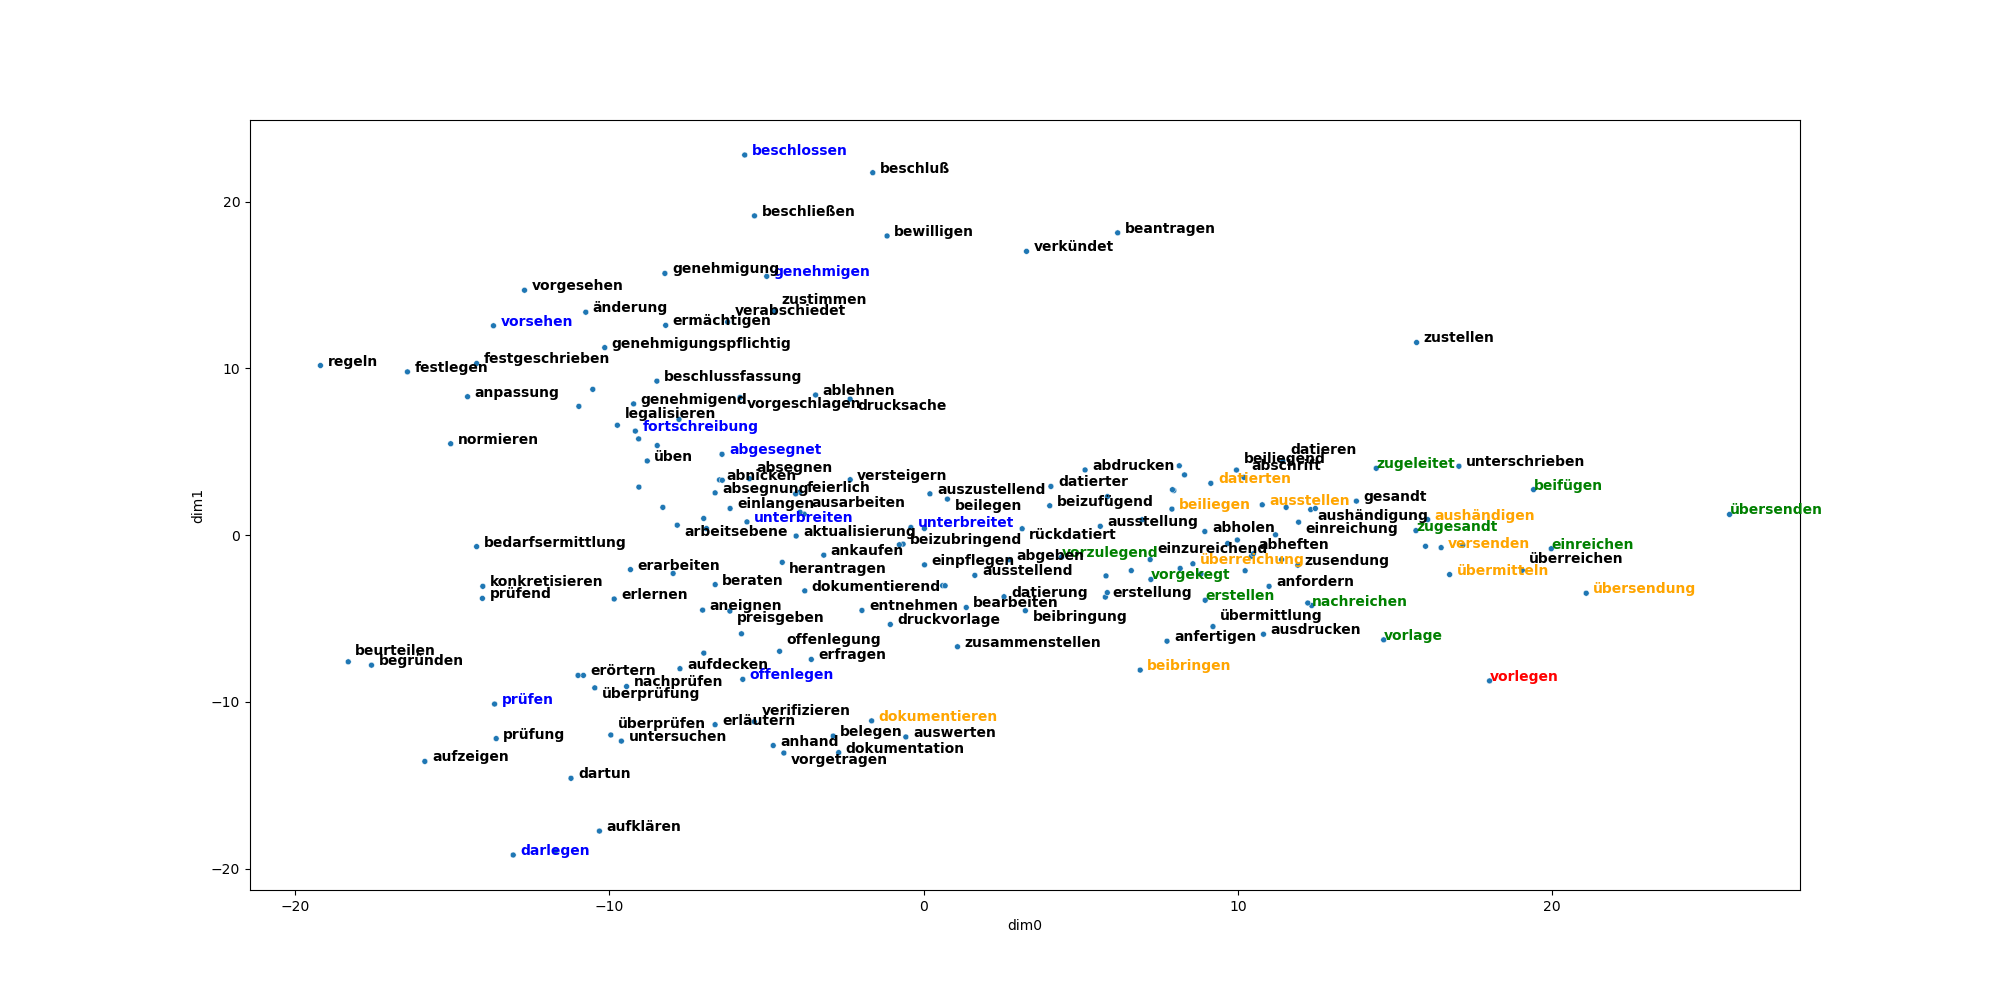 beschlossen
beschluß
beschließen
bewilligen
beantragen
verkündet
genehmigung
genehmigen
vorgesehen
zustimmen
änderung
verabschiedet
vorsehen
ermächtigen
zustellen
genehmigungspflichtig
festgeschrieben
regeln
festlegen
beschlussfassung
anpassung
ablehnen
genehmigend
vorgeschlagen
drucksache
legalisieren
fortschreibung
normieren
abgesegnet
datieren
üben
beiliegend
unterschrieben
zugeleitet
absegnen
abdrucken
abschrift
abnicken
versteigern
datierten
datierter
beifügen
absegnung
feierlich
auszustellend
gesandt
einlangen
ausarbeiten
beilegen
beizufügend
beiliegen
ausstellen
übersenden
unterbreiten
unterbreitet
ausstellung
aushändigung
aushändigen
arbeitsebene
aktualisierung
rückdatiert
abholen
einreichung
zugesandt
bedarfsermittlung
beizubringend
ankaufen
einzureichend
abheften
versenden
einreichen
einpflegen
abgeben
vorzulegend
überreichung
zusendung
überreichen
erarbeiten
herantragen
ausstellend
vorgelegt
übermitteln
konkretisieren
beraten
dokumentierend
anfordern
prüfend
erlernen
datierung
erstellung
erstellen
nachreichen
übersendung
aneignen
entnehmen
bearbeiten
preisgeben
druckvorlage
beibringung
übermittlung
offenlegung
zusammenstellen
anfertigen
ausdrucken
vorlage
beurteilen
begründen
erfragen
aufdecken
beibringen
erörtern
nachprüfen
offenlegen
vorlegen
überprüfung
prüfen
verifizieren
dokumentieren
überprüfen
erläutern
prüfung
untersuchen
belegen
auswerten
anhand
dokumentation
aufzeigen
vorgetragen
dartun
aufklären
darlegen
20
10
0
−10
−20
dim1
−20
−10
0
10
20
dim0